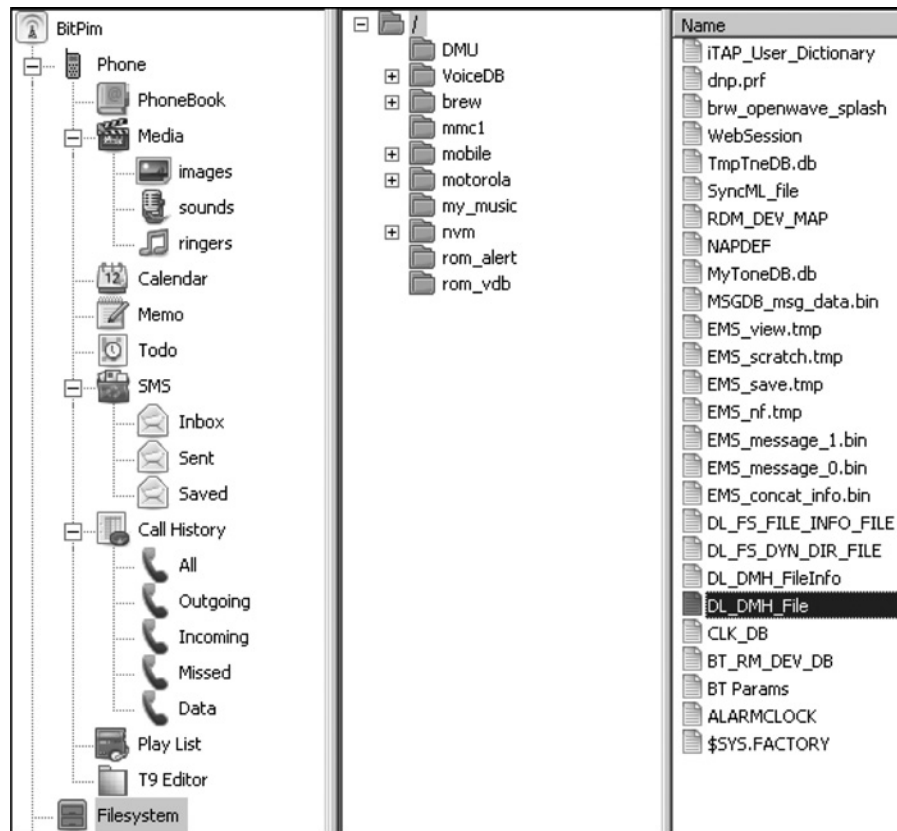 BitPim
Phone
PhoneBook
Media
images
sounds
ringers
Calendar
12
Memo
Todo
SMS
Inbox
Sent
Saved
Call History
All
Outgoing
Incoming
Missed
Data
Play List
T9 Editor
Filesystem
/
DMU
VoiceDB
brew
mmc1
mobile
motorola
my_music
nvm
rom_alert
rom_vdb
Name
iTAP_User_Dictionary
dnp.prf
brw_openwave_splash
WebSession
TmpTneDB.db
SyncML_file
RDM_DEV_MAP
NAPDEF
MyToneDB.db
MSGDB_msg_data.bin
EMS_view.tmp
EMS_scratch.tmp
EMS_save.tmp
EMS_nf.tmp
EMS_message_1.bin
EMS_message_0.bin
EMS_concat_info.bin
DL_FS_FILE_INFO_FILE
DL_FS_DYN_DIR_FILE
DL_DMH_FileInfo
DL_DMH_File
CLK_DB
BT_RM_DEV_DB
BT Params
ALARMCLOCK
$SYS.FACTORY